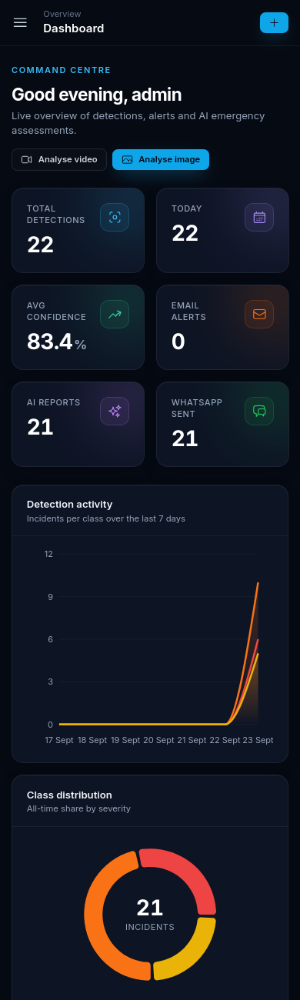 Overview
Dashboard
COMMAND CENTRE
Good evening, admin
Live overview of detections, alerts and AI emergency
assessments.
Analyse video
Analyse image
TOTAL
DETECTIONS
22
TODAY
22
AVG
CONFIDENCE
83.4%
EMAIL
ALERTS
0
AI REPORTS
21
WHATSAPP
SENT
21
Detection activity
Incidents per class over the last 7 days
12
9
6
3
0
17 Sept 18 Sept 19 Sept 20 Sept 21 Sept 22 Sept 23 Sept
Class distribution
All-time share by severity
21
INCIDENTS